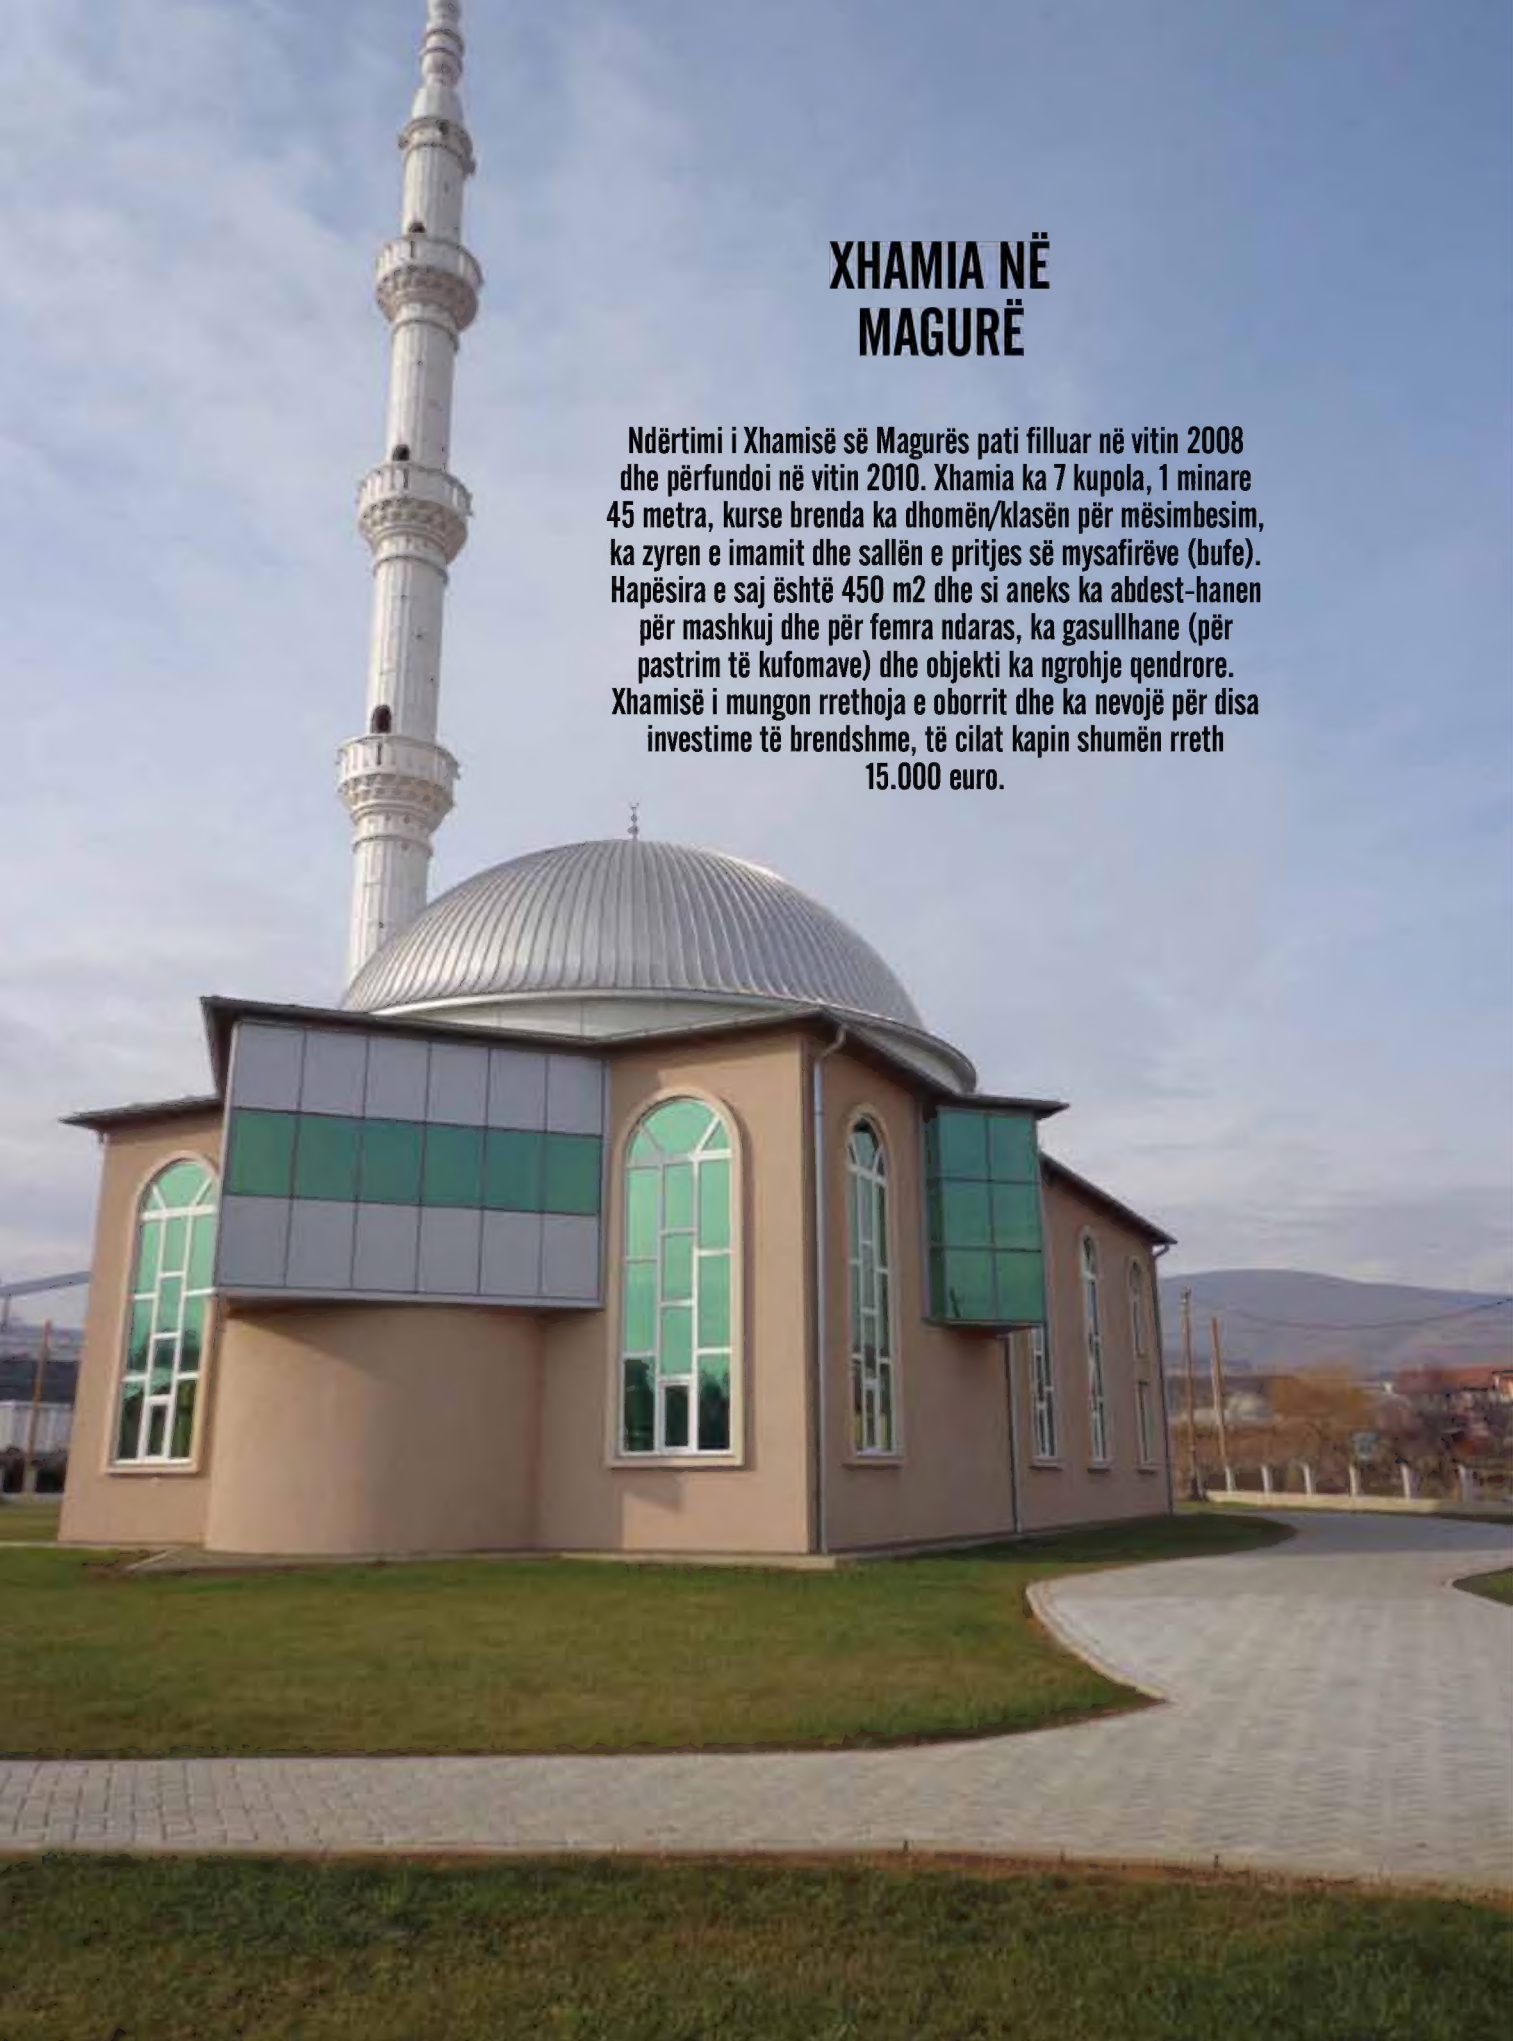 XHAMIA NË
MAGURË
Ndërtimi i Xhamisë së Magurës pati filluar në vitin 2008
dhe përfundoi në vitin 2010. Xhamia ka 7 kupola, 1 minare
45 metra, kurse brenda ka dhomën/klasën për mësimbesim,
ka zyren e imamit dhe sallën e pritjes së mysafirëve (bufe).
Hapësira e saj është 450 m2 dhe si aneks ka abdest-hanen
për mashkuj dhe për femra ndaras, ka gasullhane (për
pastrim të kufomave) dhe objekti ka ngrohje qendrore.
Xhamisë i mungon rrethoja e oborrit dhe ka nevojë për disa
investime të brendshme, të cilat kapin shumën rreth
15.000 euro.